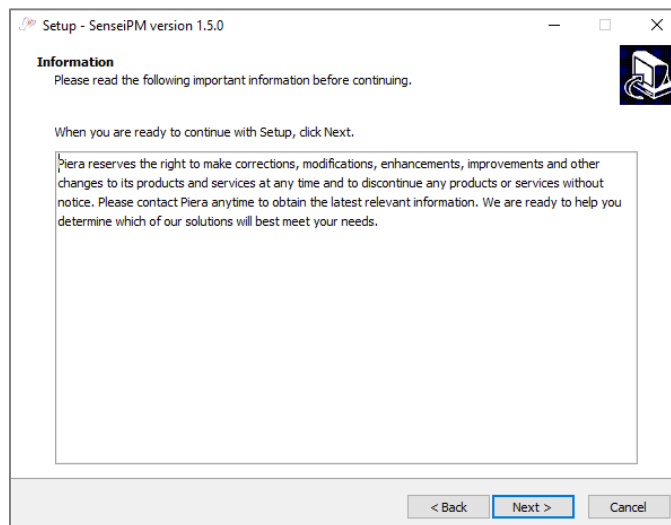 Setup - SenseiPM version 1.5.0
Information
Please read the following important information before continuing.
When you are ready to continue with Setup, click Next.
Piera reserves the right to make corrections, modifications, enhancements, improvements and other
changes to its products and services at any time and to discontinue any products or services without
notice. Please contact Piera anytime to obtain the latest relevant information. We are ready to help you
determine which of our solutions will best meet your needs.
< Back Next > Cancel